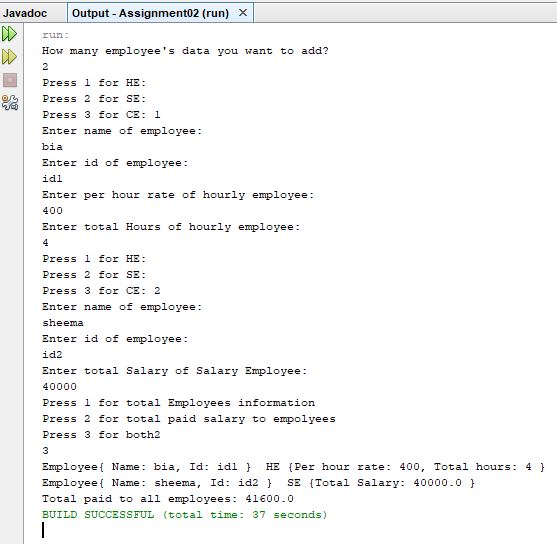 Javadoc Output - Assignment02 (run) ×
run:
How many employee's data you want to add?
2
Press 1 for HE:
Press 2 for SE:
Press 3 for CE: 1
Enter name of employee:
bia
Enter id of employee:
id1
Enter per hour rate of hourly employee:
400
Enter total Hours of hourly employee:
4
Press 1 for HE:
Press 2 for SE:
Press 3 for CE: 2
Enter name of employee:
sheema
Enter id of employee:
id2
Enter total Salary of Salary Employee:
40000
Press 1 for total Employees information
Press 2 for total paid salary to empolyees
Press 3 for both2
3
Employee{ Name: bia, Id: id1 }  HE {Per hour rate: 400, Total hours: 4 }
Employee{ Name: sheema, Id: id2 }  SE {Total Salary: 40000.0 }
Total paid to all employees: 41600.0
BUILD SUCCESSFUL (total time: 37 seconds)